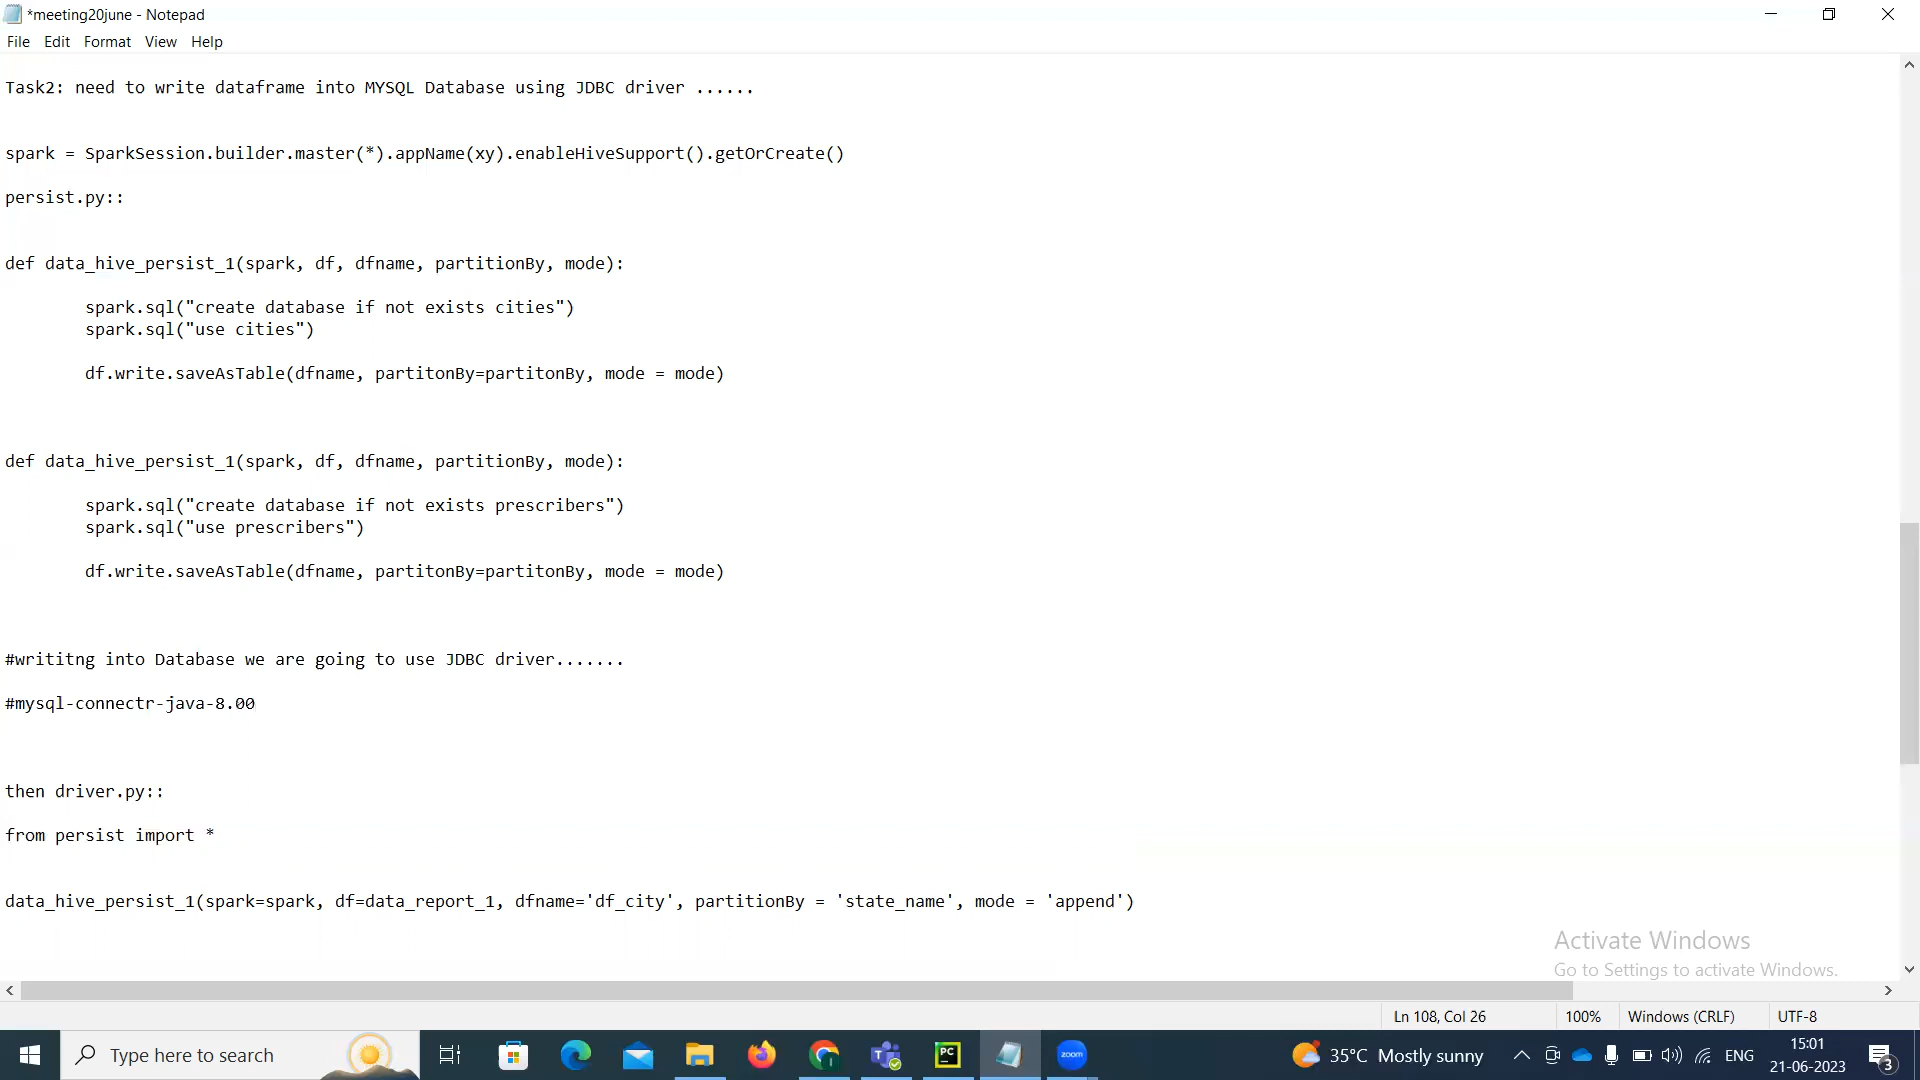 *meeting20june - Notepad
File Edit Format View Help
Task2: need to write dataframe into MYSQL Database using JDBC driver ......
spark = SparkSession.builder.master(*).appName(xy).enableHiveSupport().getOrCreate()
persist.py::
def data_hive_persist_1(spark, df, dfname, partitionBy, mode):
spark.sql("create database if not exists cities")
spark.sql("use cities")
df.write.saveAsTable(dfname, partitonBy=partitonBy, mode = mode)
def data_hive_persist_1(spark, df, dfname, partitionBy, mode):
spark.sql("create database if not exists prescribers")
spark.sql("use prescribers")
df.write.saveAsTable(dfname, partitonBy=partitonBy, mode = mode)
#writitng into Database we are going to use JDBC driver.......
#mysql-connectr-java-8.00
then driver.py::
from persist import *
data_hive_persist_1(spark=spark, df=data_report_1, dfname='df_city', partitionBy = 'state_name', mode = 'append')
Activate Windows
Go to Settings to activate Windows.
Ln 108, Col 26 100% Windows (CRLF) UTF-8
Type here to search
PC
zoom
35°C Mostly sunny
ENG
15:01
21-06-2023
3